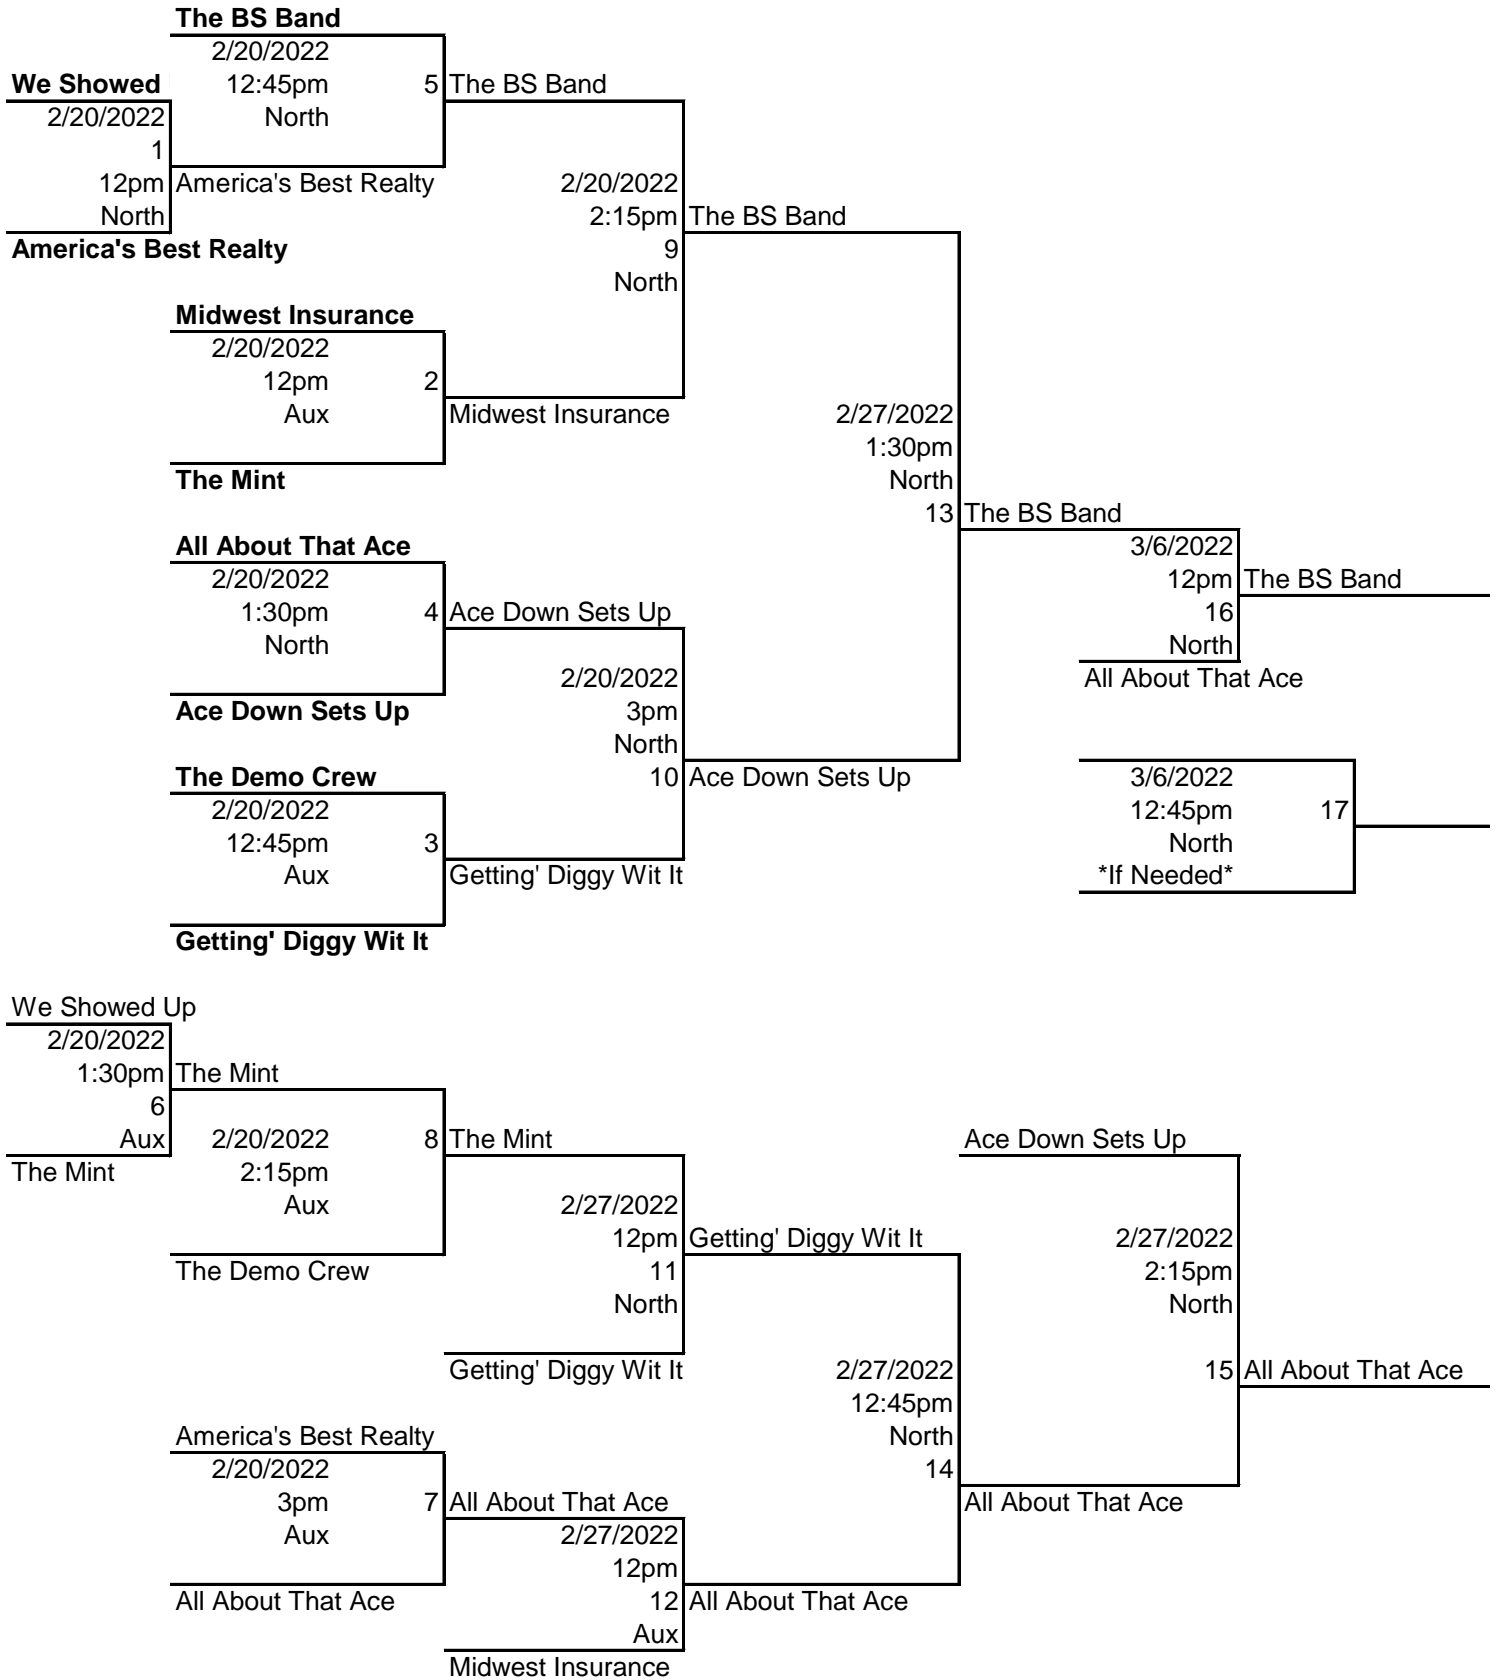 The BS Band
2/20/2022
We Showed 12:45pm 5 The BS Band
2/20/2022 North
1
12pm America's Best Realty 2/20/2022
North 2:15pm The BS Band
America's Best Realty 9
North
Midwest Insurance
2/20/2022
12pm 2
Aux Midwest Insurance 2/27/2022
1:30pm
The Mint North
13 The BS Band
All About That Ace 3/6/2022
2/20/2022 12pm The BS Band
1:30pm 4 Ace Down Sets Up 16
North North
2/20/2022 All About That Ace
Ace Down Sets Up 3pm
North
The Demo Crew 10 Ace Down Sets Up 3/6/2022
2/20/2022 12:45pm 17
12:45pm 3 North
Aux Getting' Diggy Wit It *If Needed*
Getting' Diggy Wit It
We Showed Up
2/20/2022
1:30pm The Mint
6
Aux 2/20/2022 8 The Mint Ace Down Sets Up
The Mint 2:15pm
Aux 2/27/2022
12pm Getting' Diggy Wit It 2/27/2022
The Demo Crew 11 2:15pm
North North
Getting' Diggy Wit It 2/27/2022 15 All About That Ace
12:45pm
America's Best Realty North
2/20/2022 14
3pm 7 All About That Ace All About That Ace
Aux 2/27/2022
12pm
All About That Ace 12 All About That Ace
Aux
Midwest Insurance